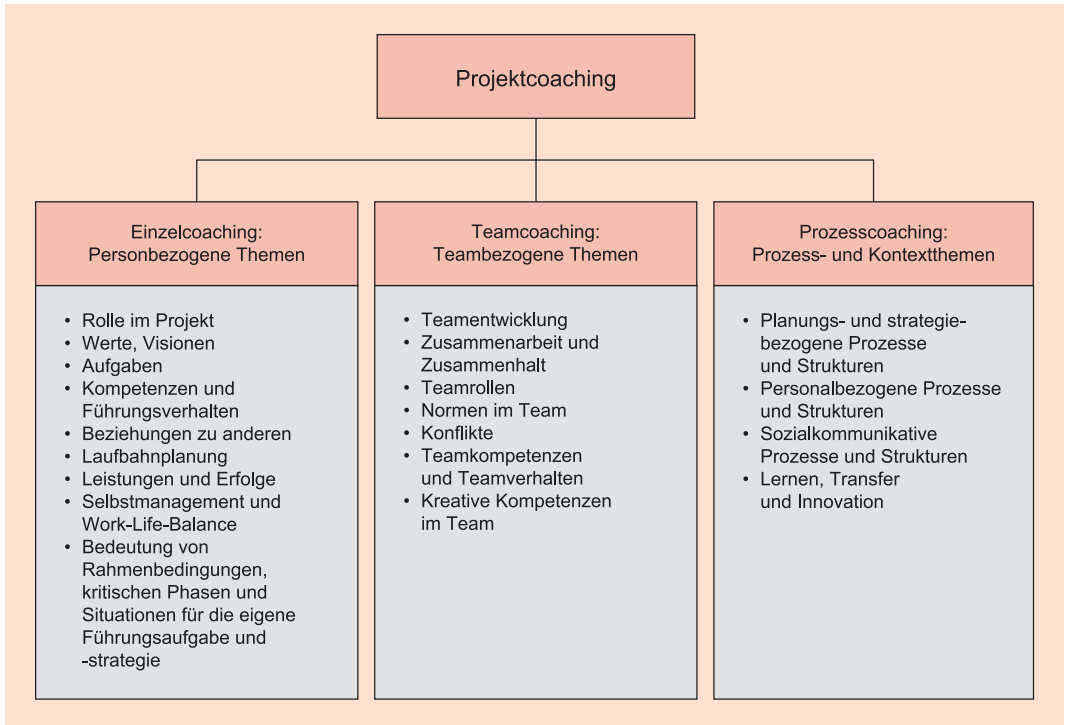 Projektcoaching
Einzelcoaching:
Personbezogene Themen
• Rolle im Projekt
• Werte, Visionen
• Aufgaben
• Kompetenzen und
Führungsverhalten
• Beziehungen zu anderen
• Laufbahnplanung
• Leistungen und Erfolge
• Selbstmanagement und
Work-Life-Balance
• Bedeutung von
Rahmenbedingungen,
kritischen Phasen und
Situationen für die eigene
Führungsaufgabe und
-strategie
Teamcoaching:
Teambezogene Themen
• Teamentwicklung
• Zusammenarbeit und
Zusammenhalt
• Teamrollen
• Normen im Team
• Konflikte
• Teamkompetenzen
und Teamverhalten
• Kreative Kompetenzen
im Team
Prozesscoaching:
Prozess- und Kontextthemen
• Planungs- und strategie-
bezogene Prozesse
und Strukturen
• Personalbezogene Prozesse
und Strukturen
• Sozialkommunikative
Prozesse und Strukturen
• Lernen, Transfer
und Innovation